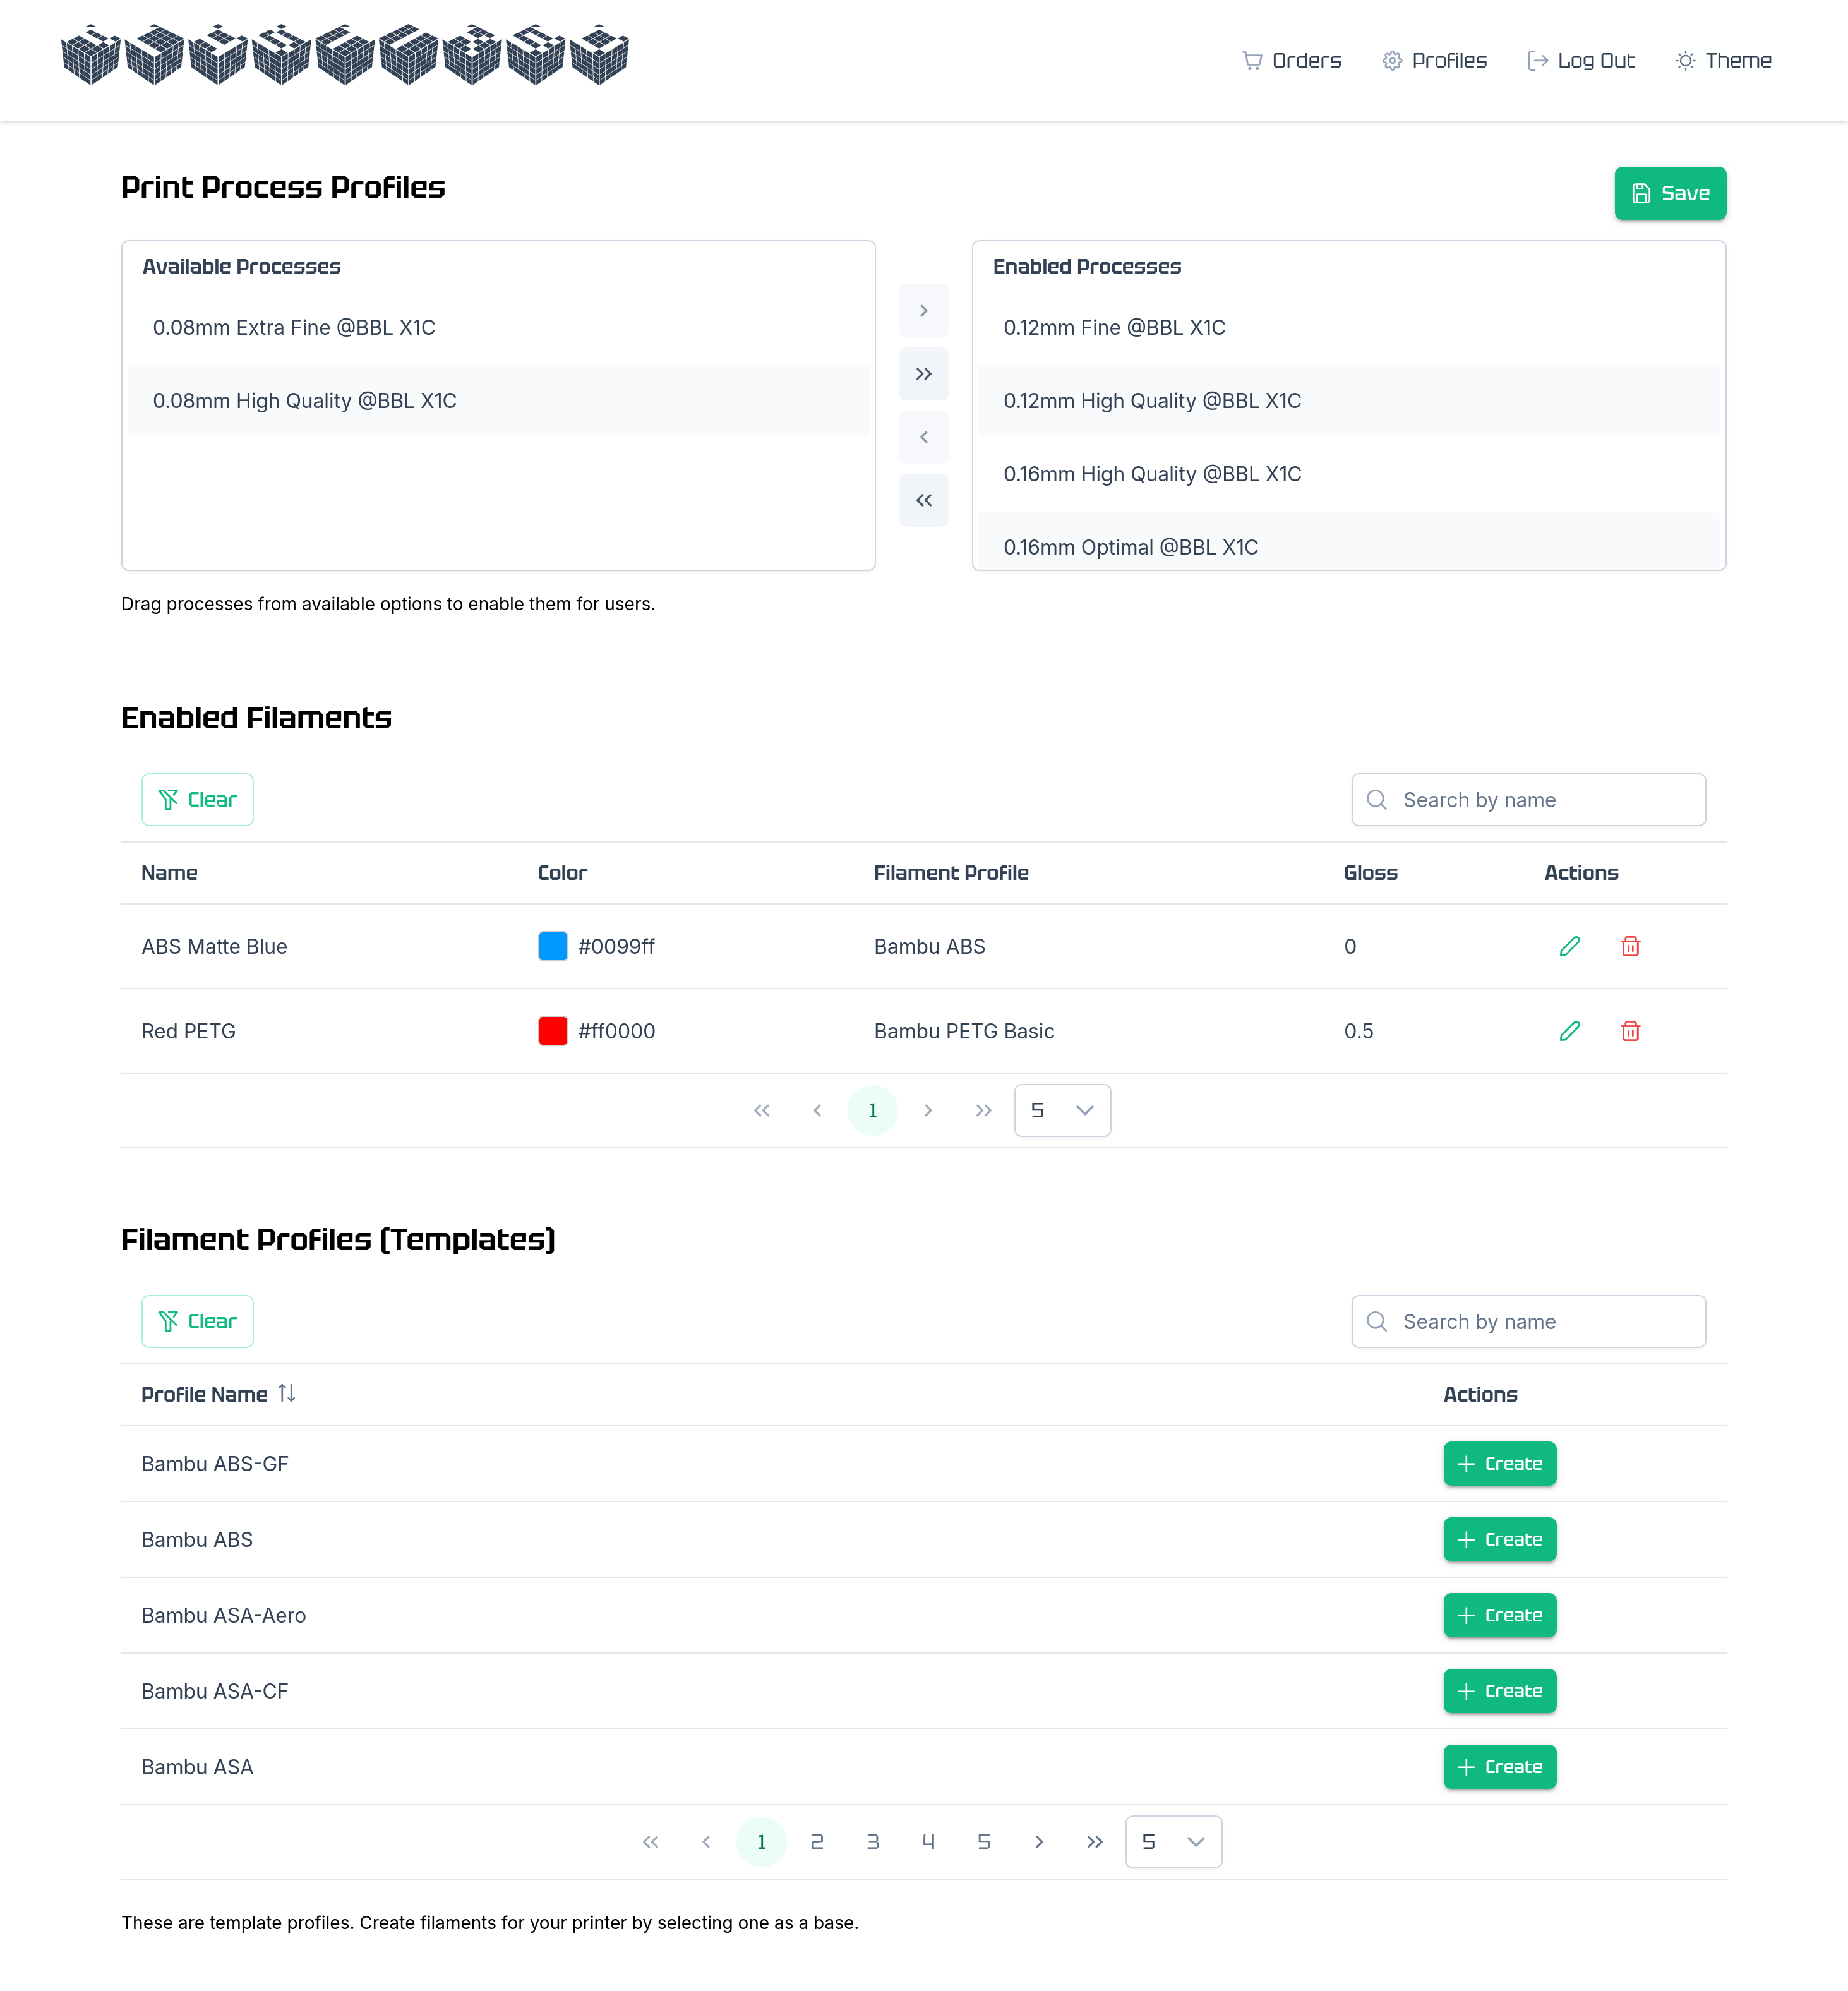 Orders Profiles Log Out Theme
Print Process Profiles
Save
Available Processes
0.08mm Extra Fine @BBL X1C
0.08mm High Quality @BBL X1C
Enabled Processes
0.12mm Fine @BBL X1C
0.12mm High Quality @BBL X1C
0.16mm High Quality @BBL X1C
0.16mm Optimal @BBL X1C
Drag processes from available options to enable them for users.
Enabled Filaments
Clear
Search by name
Name Color Filament Profile Gloss Actions
ABS Matte Blue #0099ff Bambu ABS 0
Red PETG #ff0000 Bambu PETG Basic 0.5
1 5
Filament Profiles (Templates)
Clear
Search by name
Profile Name Actions
Bambu ABS-GF Create
Bambu ABS Create
Bambu ASA-Aero Create
Bambu ASA-CF Create
Bambu ASA Create
1 2 3 4 5 5
These are template profiles. Create filaments for your printer by selecting one as a base.